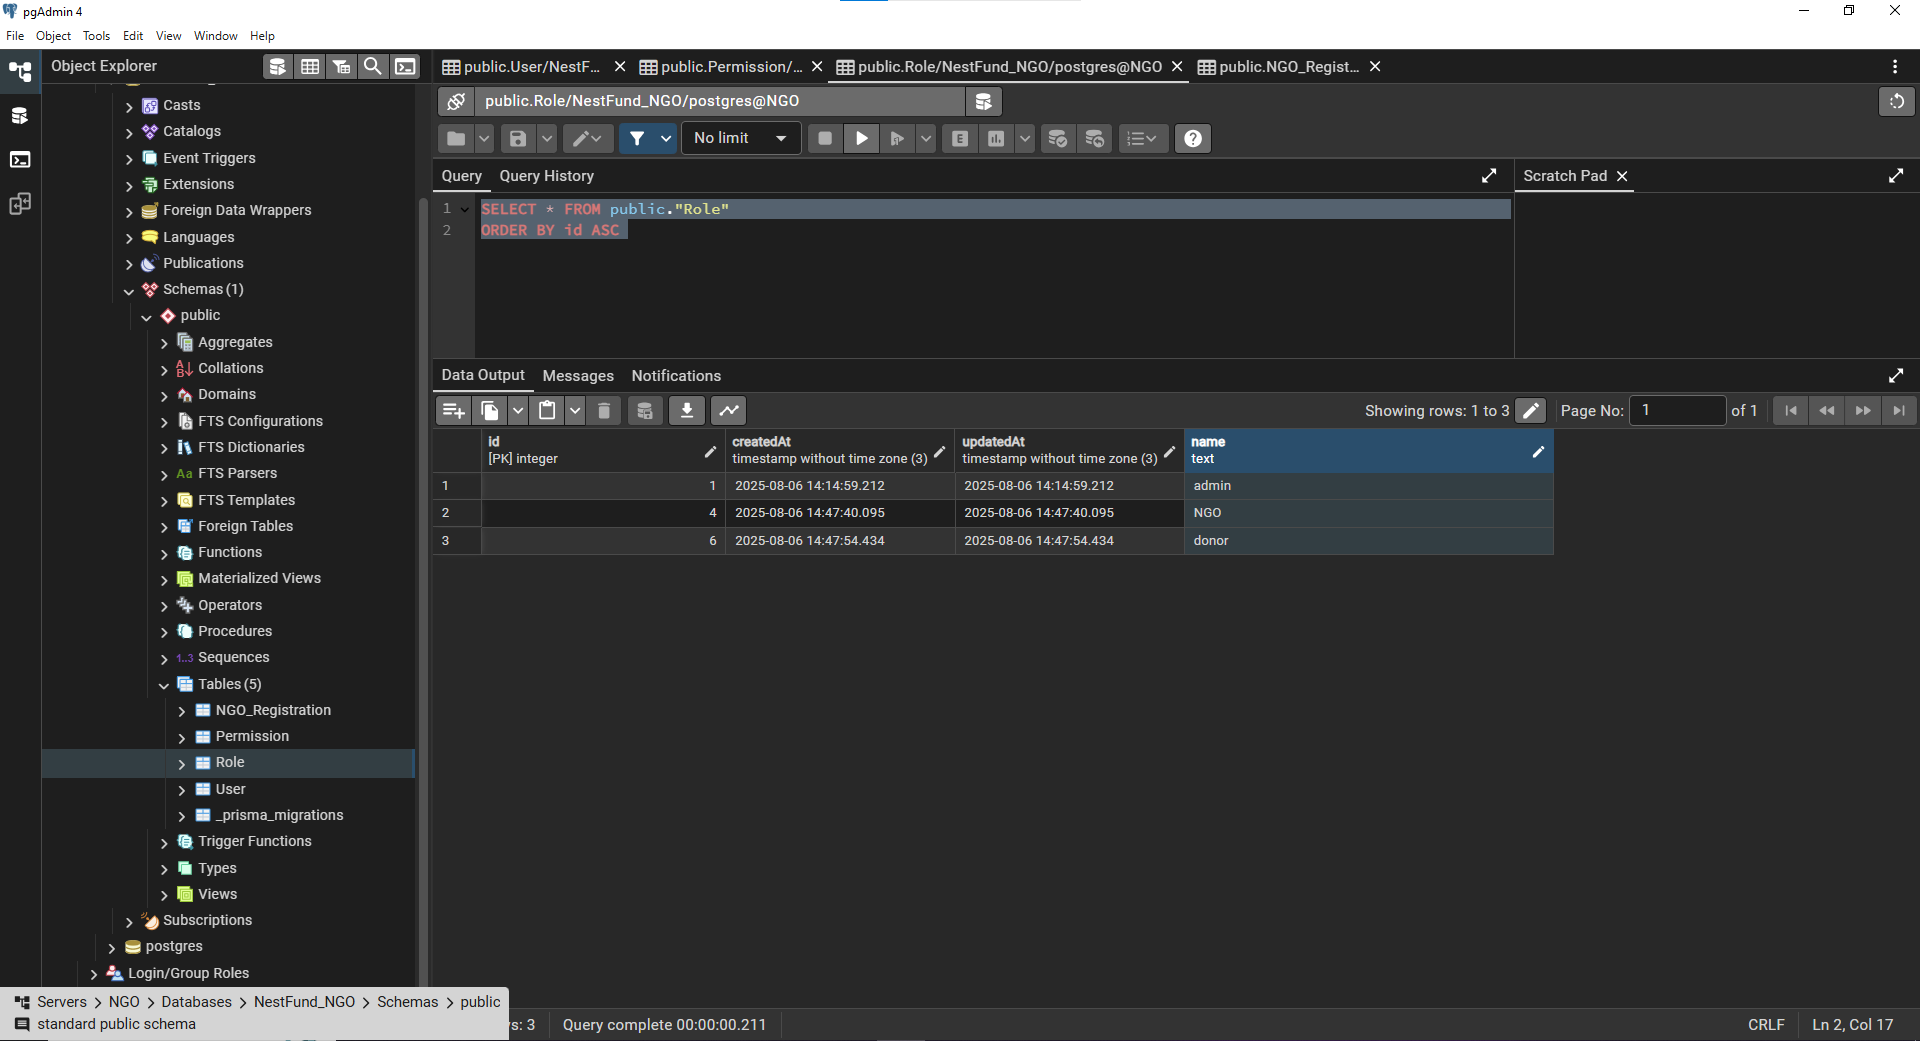 pgAdmin 4
File Object Tools Edit View Window Help
Object Explorer
Casts
Catalogs
Event Triggers
Extensions
Foreign Data Wrappers
Languages
Publications
Schemas (1)
public
Aggregates
Collations
Domains
FTS Configurations
FTS Dictionaries
FTS Parsers
FTS Templates
Foreign Tables
Functions
Materialized Views
Operators
Procedures
1..3 Sequences
Tables (5)
NGO_Registration
Permission
Role
User
_prisma_migrations
Trigger Functions
Types
Views
Subscriptions
postgres
Login/Group Roles
Servers > NGO > Databases > NestFund_NGO > Schemas > public
standard public schema
public.User/NestF... public.Permission/... public.Role/NestFund_NGO/postgres@NGO public.NGO_Regist...
public.Role/NestFund_NGO/postgres@NGO
No limit
Query Query History
Scratch Pad
1 SELECT * FROM public."Role"
2 ORDER BY id ASC
Data Output Messages Notifications
Showing rows: 1 to 3 Page No: 1 of 1
id createdAt updatedAt name
[PK] integer timestamp without time zone (3) timestamp without time zone (3) text
1 1 2025-08-06 14:14:59.212 2025-08-06 14:14:59.212 admin
2 4 2025-08-06 14:47:40.095 2025-08-06 14:47:40.095 NGO
3 6 2025-08-06 14:47:54.434 2025-08-06 14:47:54.434 donor
s: 3 Query complete 00:00:00.211 CRLF Ln 2, Col 17